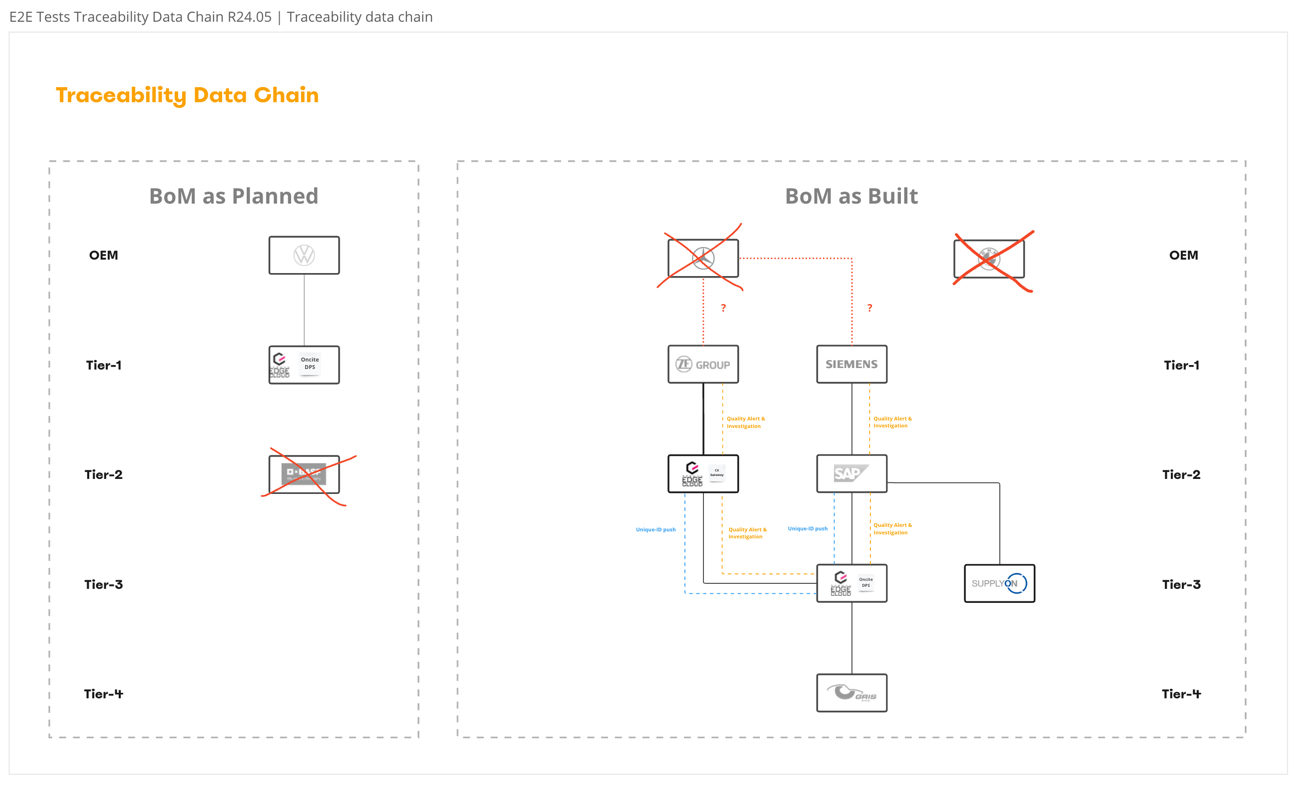 E2E Tests Traceability Data Chain R24.05 | Traceability data chain
Traceability Data Chain
BoM as Planned
BoM as Built
OEM
OEM
?
?
Tier-1
EDGE
CLOUD
Oncite
DPS
ZF GROUP
SIEMENS
Tier-1
Quality Alert &
Investigation
Quality Alert &
Investigation
Tier-2
EDGE
CLOUD
CX
Gateway
SAP
Tier-2
Unique-ID push
Quality Alert &
Investigation
Unique-ID push
Quality Alert &
Investigation
Tier-3
EDGE
CLOUD
Oncite
DPS
SUPPLYON
Tier-3
Tier-4
GRIS
Tier-4